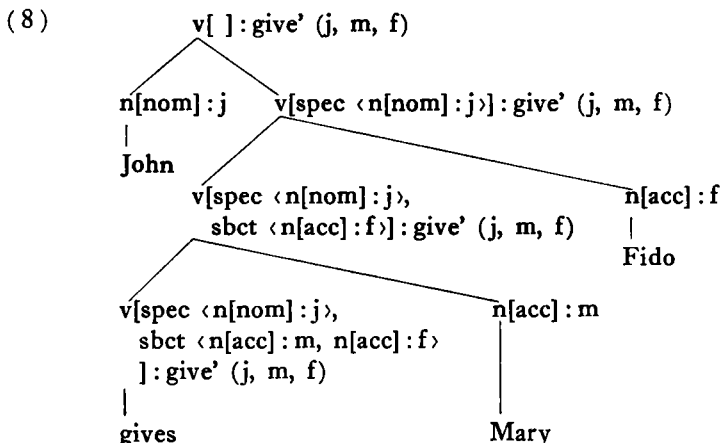 (8) v[ ] : give’ (j, m, f)
n[nom] : j v[spec ‹n[nom] : j›] : give’ (j, m, f)
John
v[spec ‹n[nom] : j›, n[acc] : f
sbct ‹n[acc] : f›] : give’ (j, m, f)
Fido
v[spec ‹n[nom] : j›, n[acc] : m
sbct ‹n[acc] : m, n[acc] : f›
] : give’ (j, m, f)
gives Mary